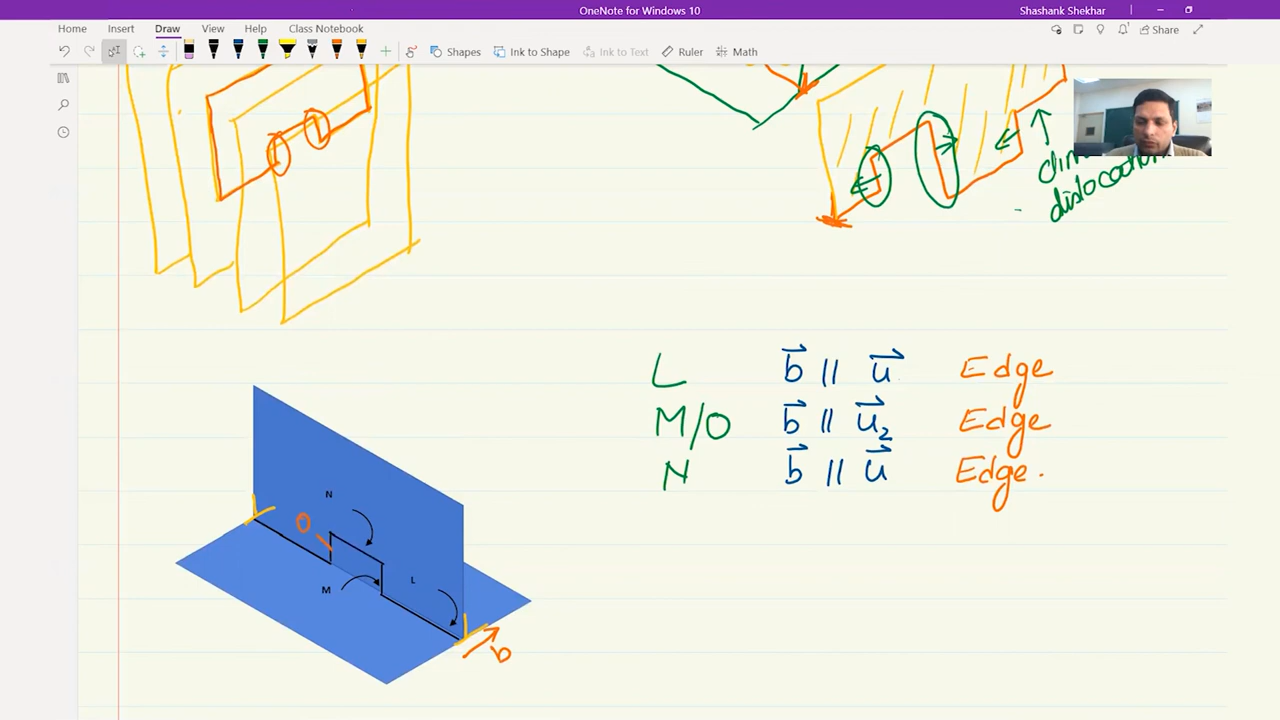 OneNote for Windows 10
Shashank Shekhar
Home Insert Draw View Help Class Notebook
Shapes Ink to Shape Ink to Text Ruler Math Share
dislocation
L b || u Edge
M/O b || u2 Edge
N b || u Edge.
N
O
M
L
b